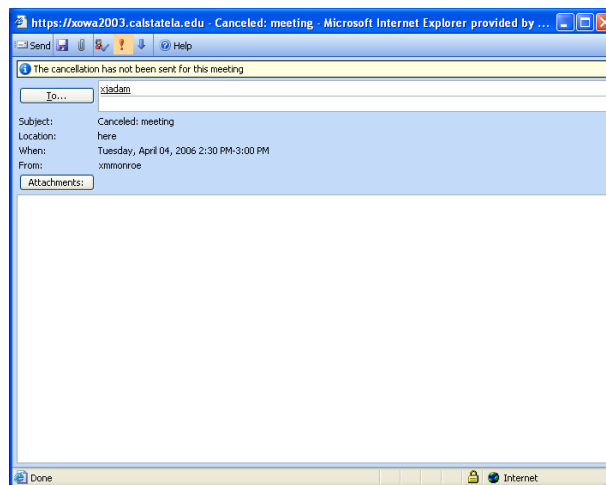 https://xowa2003.calstatela.edu - Canceled: meeting - Microsoft Internet Explorer provided by ...
Send Help
The cancellation has not been sent for this meeting
To... xjadam
Subject: Canceled: meeting
Location: here
When: Tuesday, April 04, 2006 2:30 PM-3:00 PM
From: xmmonroe
Attachments:
Done Internet